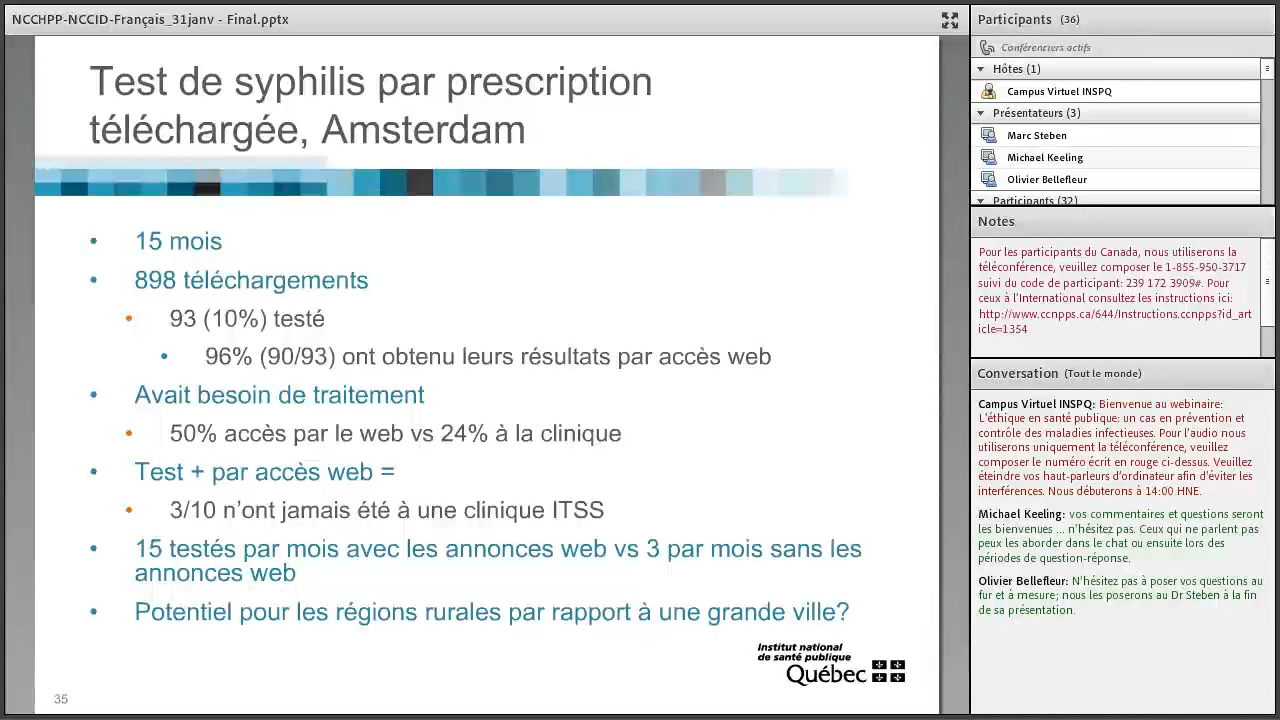 NCCHPP-NCCID-Français_31janv - Final.pptx
Test de syphilis par prescription
téléchargée, Amsterdam
• 15 mois
• 898 téléchargements
• 93 (10%) testé
• 96% (90/93) ont obtenu leurs résultats par accès web
• Avait besoin de traitement
• 50% accès par le web vs 24% à la clinique
• Test + par accès web =
• 3/10 n’ont jamais été à une clinique ITSS
• 15 testés par mois avec les annonces web vs 3 par mois sans les
annonces web
• Potentiel pour les régions rurales par rapport à une grande ville?
Institut national
de santé publique
Québec
35
Participants (36)
Conférenciers actifs
Hôtes (1)
Campus Virtuel INSPQ
Présentateurs (3)
Marc Steben
Michael Keeling
Olivier Bellefleur
Participants (32)
Notes
Pour les participants du Canada, nous utiliserons la
téléconférence, veuillez composer le 1-855-950-3717
suivi du code de participant: 239 172 3909#. Pour
ceux à l'International consultez les instructions ici:
http://www.ccnpps.ca/644/Instructions.ccnpps?id_art
icle=1354
Conversation (Tout le monde)
Campus Virtuel INSPQ: Bienvenue au webinaire:
L'éthique en santé publique: un cas en prévention et
contrôle des maladies infectieuses. Pour l'audio nous
utiliserons uniquement la téléconférence, veuillez
composer le numéro écrit en rouge ci-dessus. Veuillez
éteindre vos haut-parleurs d'ordinateur afin d'éviter les
interférences. Nous débuterons à 14:00 HNE.
Michael Keeling: vos commentaires et questions seront
les bienvenues ... n'hésitez pas. Ceux qui ne parlent pas
peux les aborder dans le chat ou ensuite lors des
périodes de question-réponse.
Olivier Bellefleur: N'hésitez pas à poser vos questions au
fur et à mesure; nous les poserons au Dr Steben à la fin
de sa présentation.